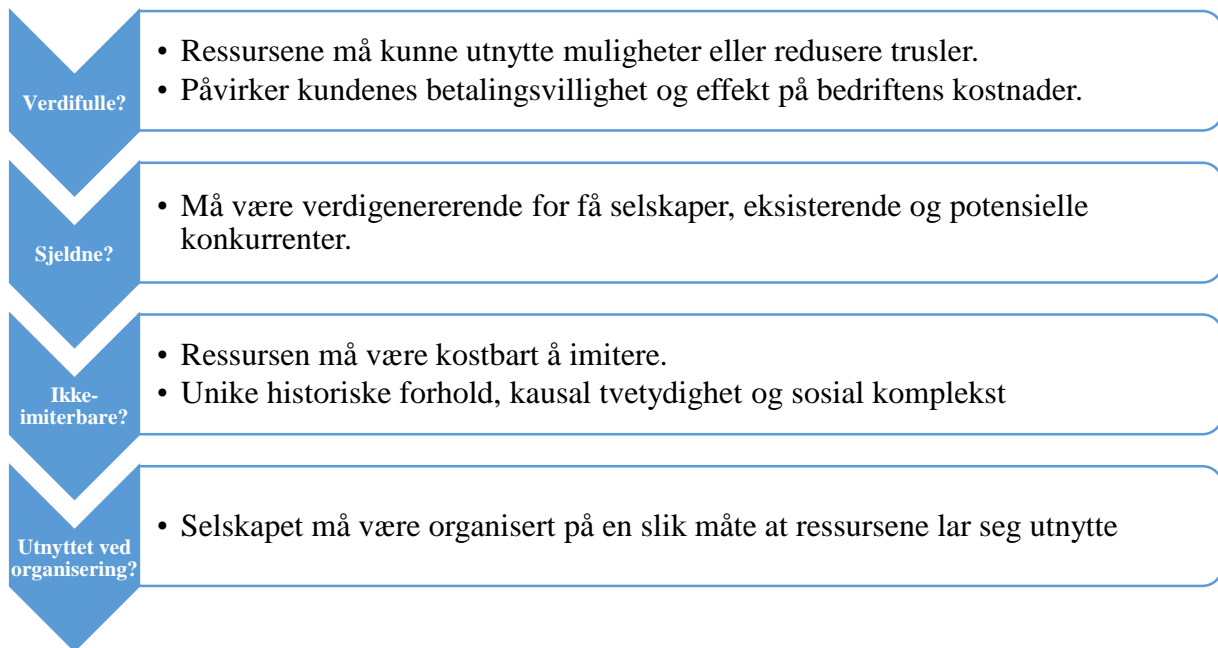 Verdifulle?
• Ressursene må kunne utnytte muligheter eller redusere trusler.
• Påvirker kundenes betalingsvillighet og effekt på bedriftens kostnader.
Sjeldne?
• Må være verdigenererende for få selskaper, eksisterende og potensielle
konkurrenter.
Ikke-
imiterbare?
• Ressursen må være kostbart å imitere.
• Unike historiske forhold, kausal tvetydighet og sosial komplekst
Utnyttet ved
organisering?
• Selskapet må være organisert på en slik måte at ressursene lar seg utnytte